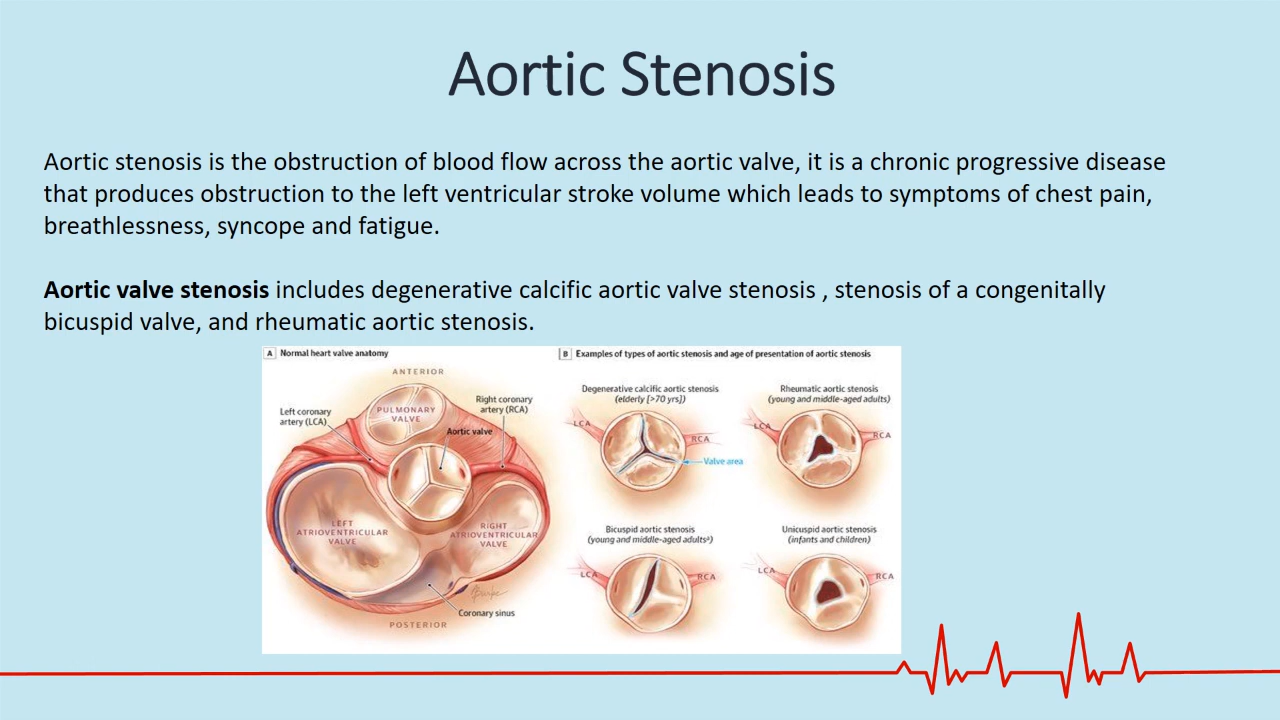 Aortic Stenosis
Aortic stenosis is the obstruction of blood flow across the aortic valve, it is a chronic progressive disease
that produces obstruction to the left ventricular stroke volume which leads to symptoms of chest pain,
breathlessness, syncope and fatigue.
Aortic valve stenosis includes degenerative calcific aortic valve stenosis , stenosis of a congenitally
bicuspid valve, and rheumatic aortic stenosis.
A Normal heart valve anatomy
ANTERIOR
Left coronary
artery (LCA)
PULMONARY
VALVE
Right coronary
artery (RCA)
Aortic valve
LEFT
ATRIOVENTRICULAR
VALVE
RIGHT
ATRIOVENTRICULAR
VALVE
Coronary sinus
POSTERIOR
B Examples of types of aortic stenosis and age of presentation of aortic stenosis
Degenerative calcific aortic stenosis
(elderly [>70 yrs])
LCA
RCA
Valve area
Rheumatic aortic stenosis
(young and middle-aged adults)
LCA
RCA
Bicuspid aortic stenosis
(young and middle-aged adultsᵃ)
LCA
RCA
Unicuspid aortic stenosis
(infants and children)
LCA
RCA